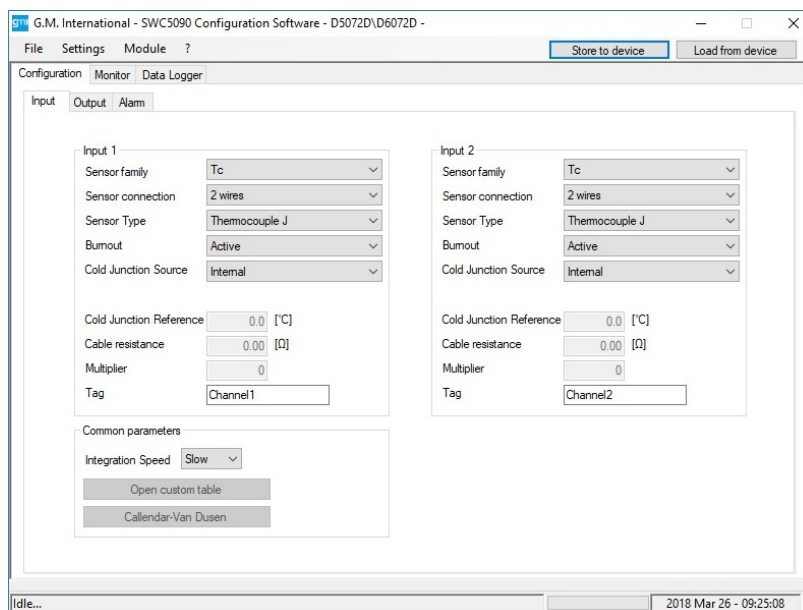 GMI G.M. International - SWC5090 Configuration Software - D5072D\D6072D -
File Settings Module ? Store to device Load from device
Configuration Monitor Data Logger
Input Output Alarm
Input 1
Sensor family Tc
Sensor connection 2 wires
Sensor Type Thermocouple J
Burnout Active
Cold Junction Source Internal
Cold Junction Reference 0.0 [°C]
Cable resistance 0.00 [Ω]
Multiplier 0
Tag Channel1
Input 2
Sensor family Tc
Sensor connection 2 wires
Sensor Type Thermocouple J
Burnout Active
Cold Junction Source Internal
Cold Junction Reference 0.0 [°C]
Cable resistance 0.00 [Ω]
Multiplier 0
Tag Channel2
Common parameters
Integration Speed Slow
Open custom table
Callendar-Van Dusen
Idle... 2018 Mar 26 - 09:25:08